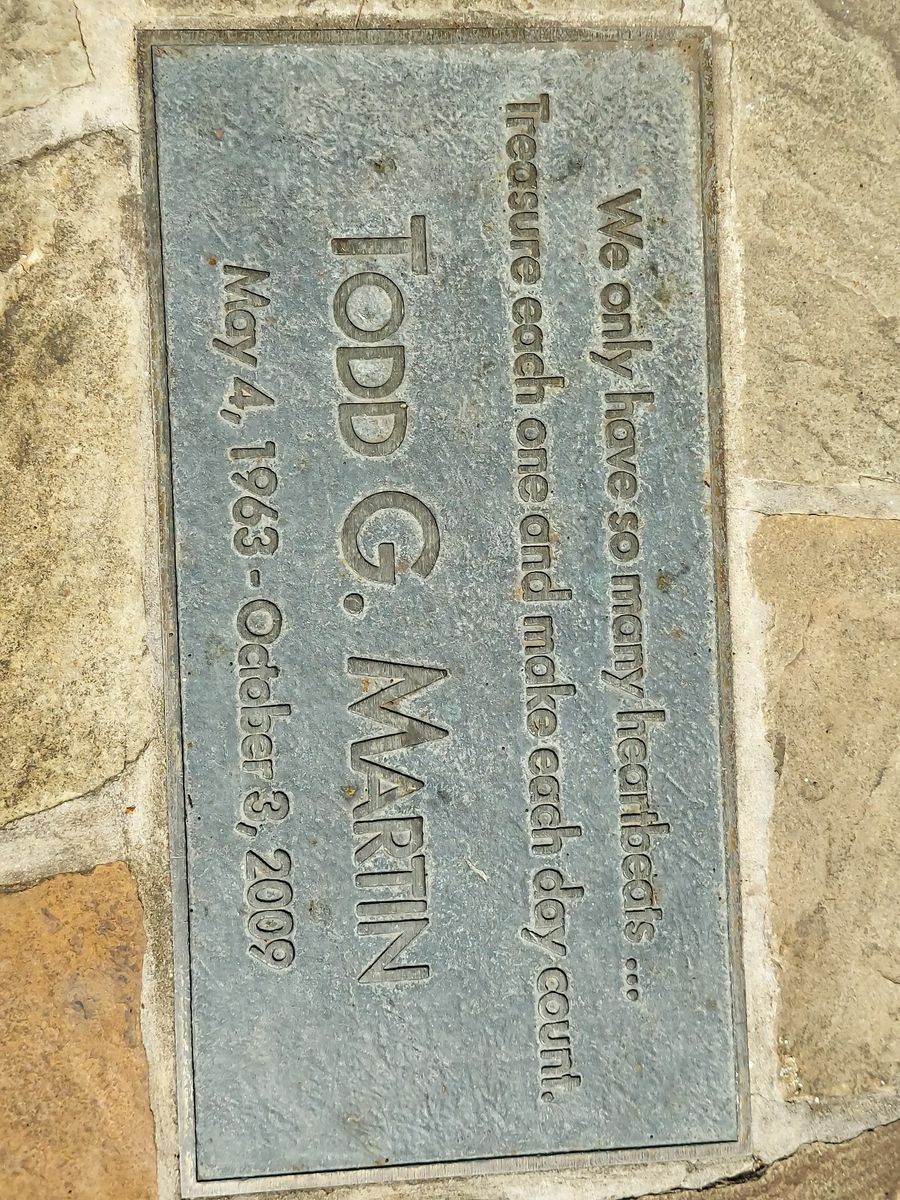 We only have so many heartbeats ...
Treasure each one and make each day count.
TODD G. MARTIN
May 4, 1963 - October 3, 2009